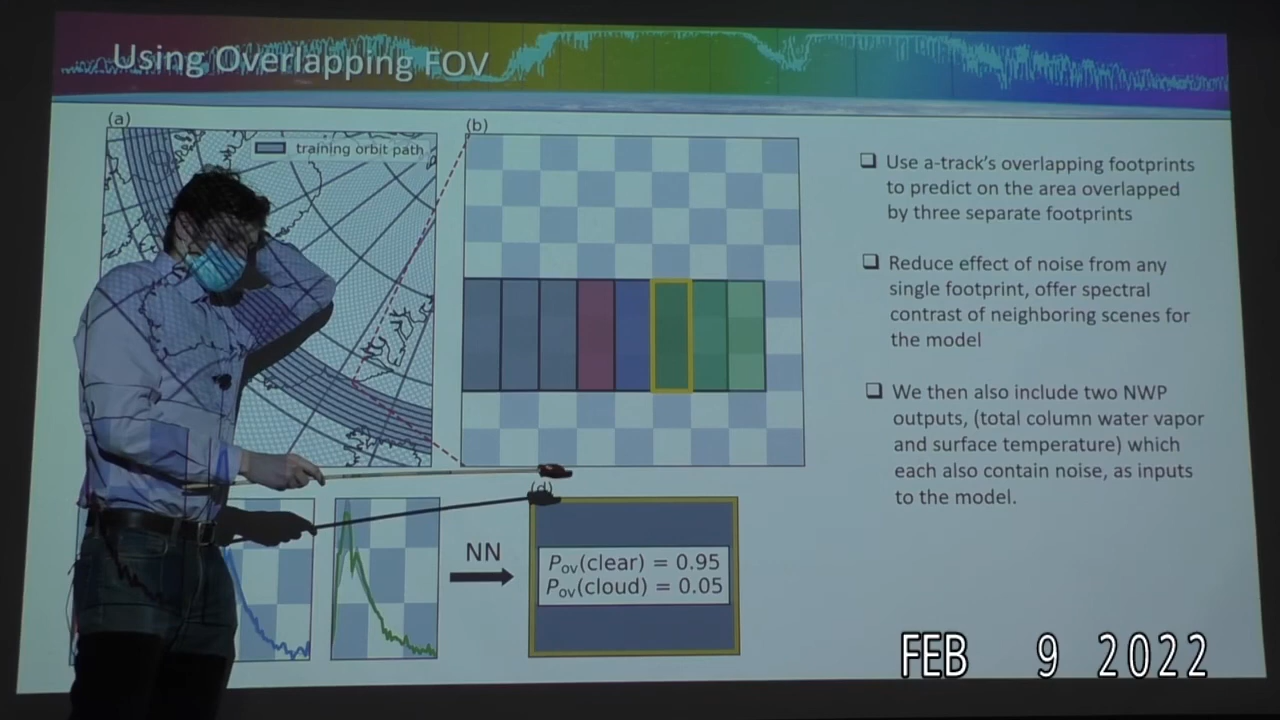 Using Overlapping FOV
(a)
training orbit path
(b)
Use a-track's overlapping footprints
to predict on the area overlapped
by three separate footprints
Reduce effect of noise from any
single footprint, offer spectral
contrast of neighboring scenes for
the model
We then also include two NWP
outputs, (total column water vapor
and surface temperature) which
each also contain noise, as inputs
to the model.
(d)
NN
Pov(clear) = 0.95
Pov(cloud) = 0.05
FEB 9 2022